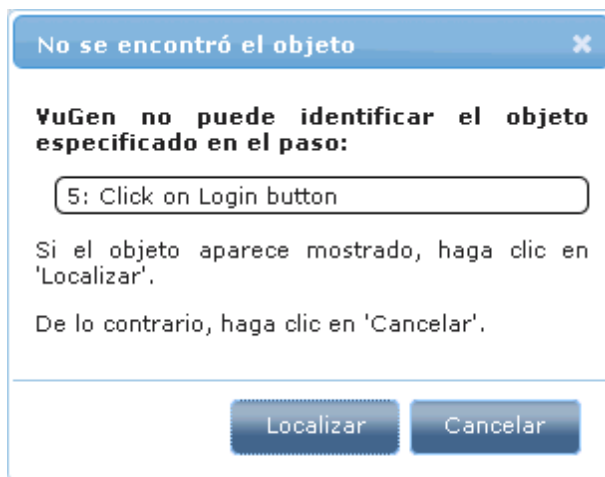 No se encontró el objeto
VuGen no puede identificar el objeto
especificado en el paso:
5: Click on Login button
Si el objeto aparece mostrado, haga clic en
'Localizar'.
De lo contrario, haga clic en 'Cancelar'.
Localizar
Cancelar